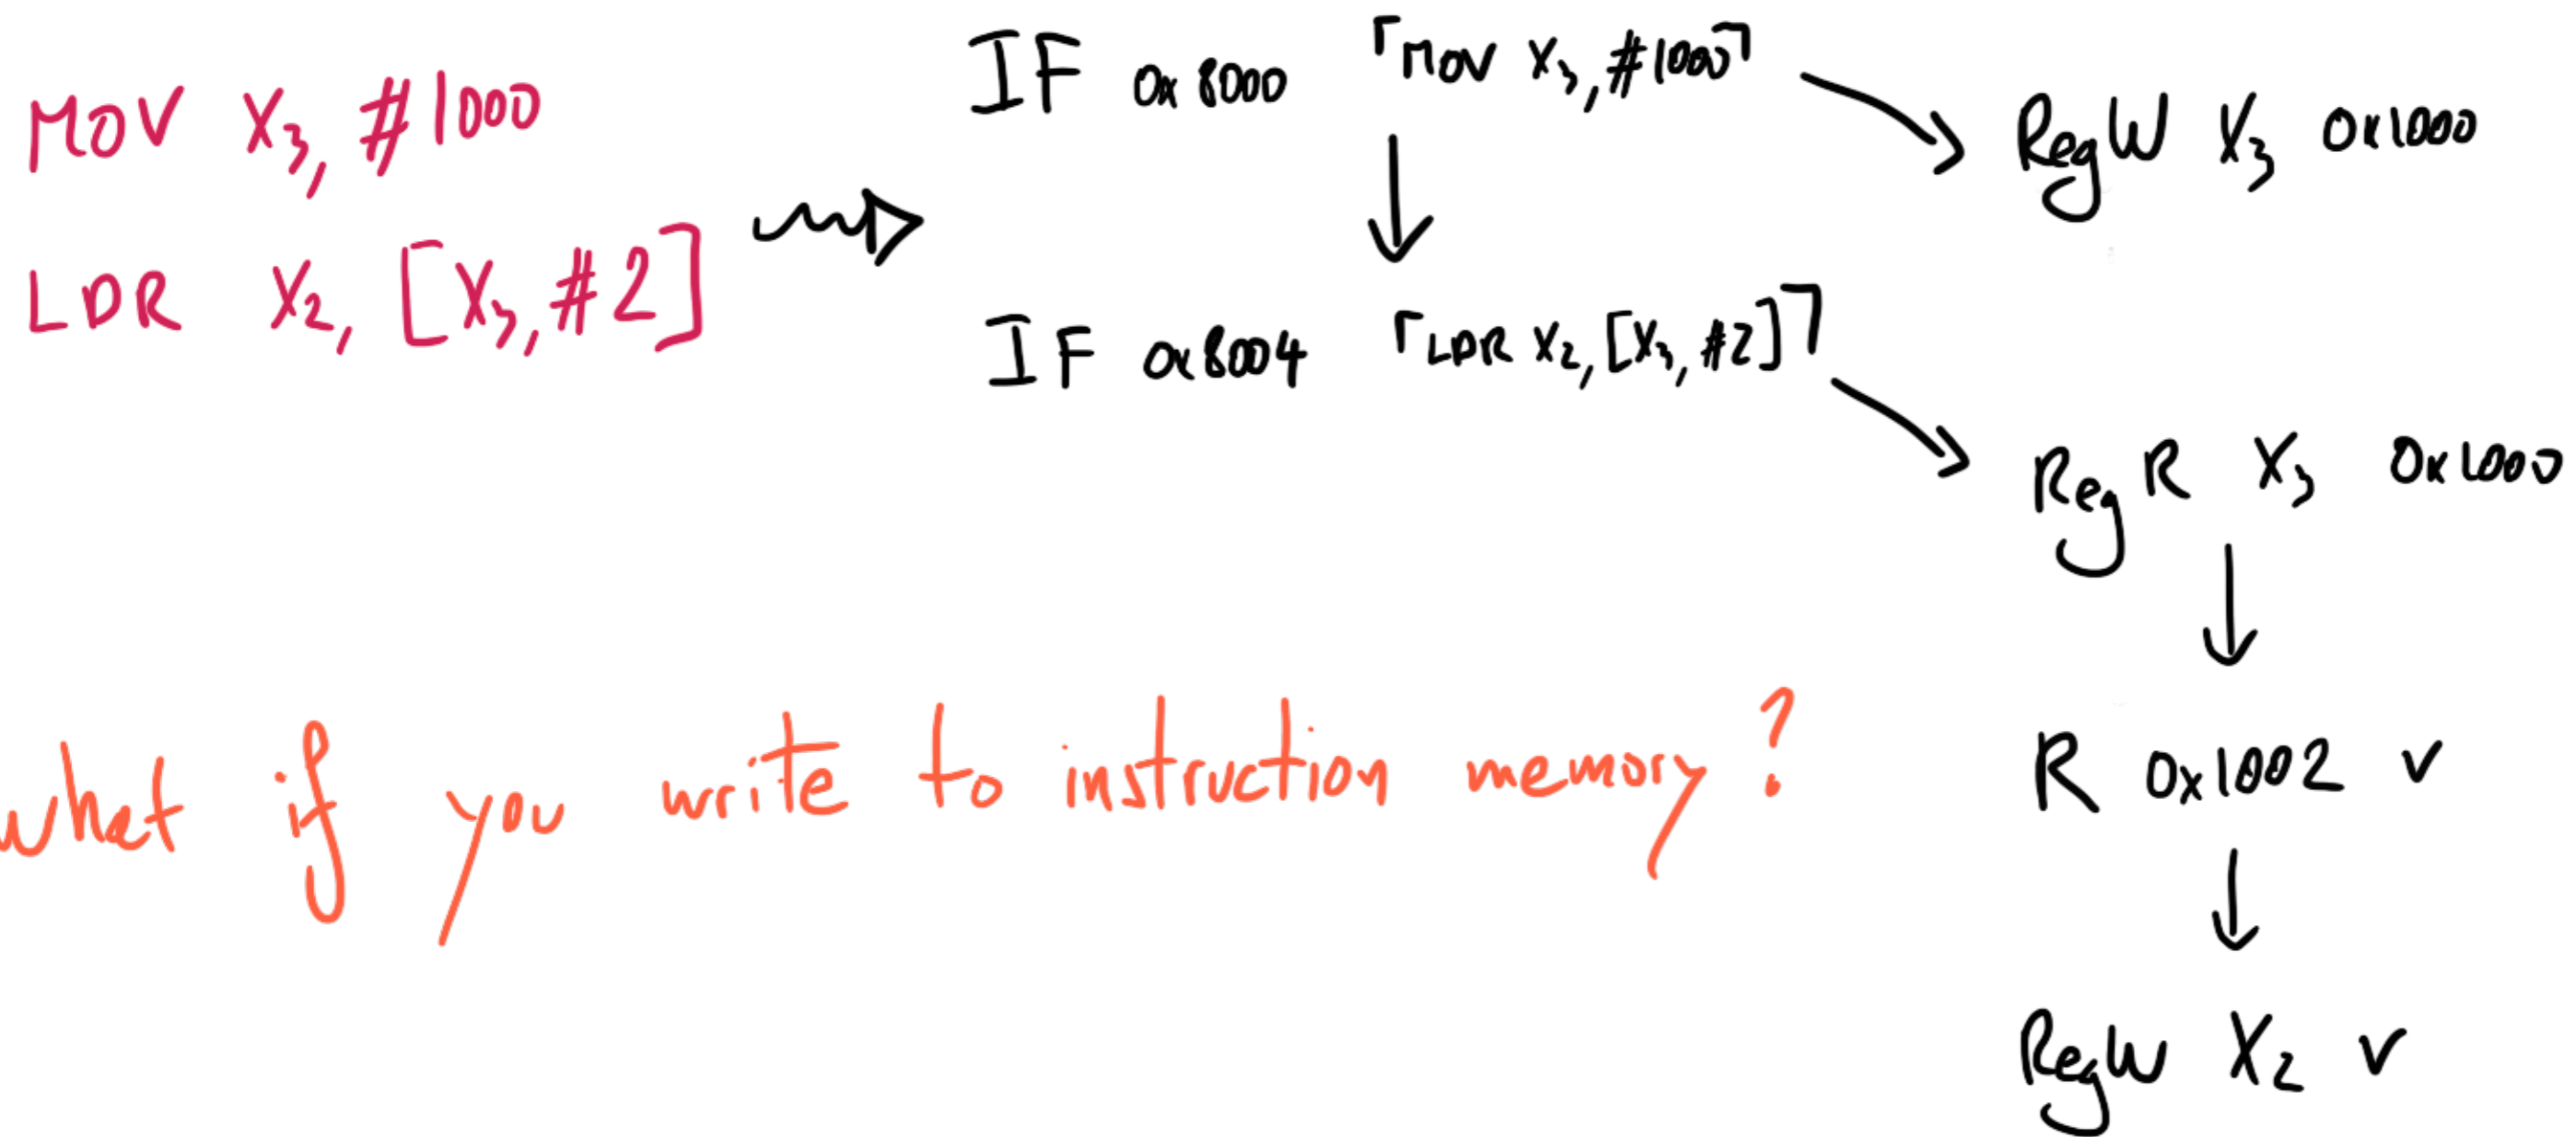 MOV X3, #1000
LDR X2, [X3, #2]
IF 0x8000 ⌜MOV X3, #1000⌝
RegW X3 0x1000
IF 0x8004 ⌜LDR X2, [X3, #2]⌝
RegR X3 0x1000
R 0x1002 v
RegW X2 v
what if you write to instruction memory?